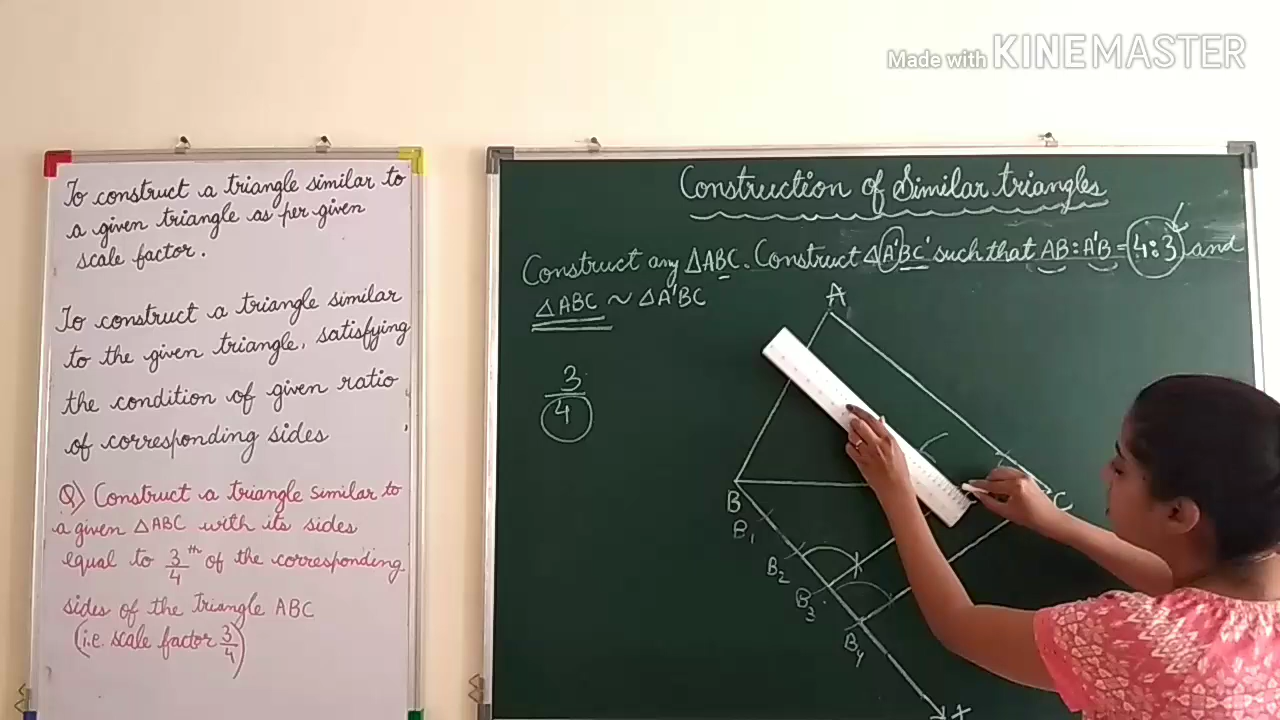 Made with KINEMASTER
To construct a triangle similar to
a given triangle as per given
scale factor.
To construct a triangle similar
to the given triangle, satisfying
the condition of given ratio
of corresponding sides
Q) Construct a triangle similar to
a given △ABC with its sides
equal to 3/4 th of the corresponding
sides of the triangle ABC
(i.e. scale factor 3/4)
Construction of Similar triangles
Construct any △ABC. Construct △A'BC' such that AB:A'B = 4:3 and
△ABC ~ △A'BC
3/4
A
B
C
B1
B2
B3
B4
X